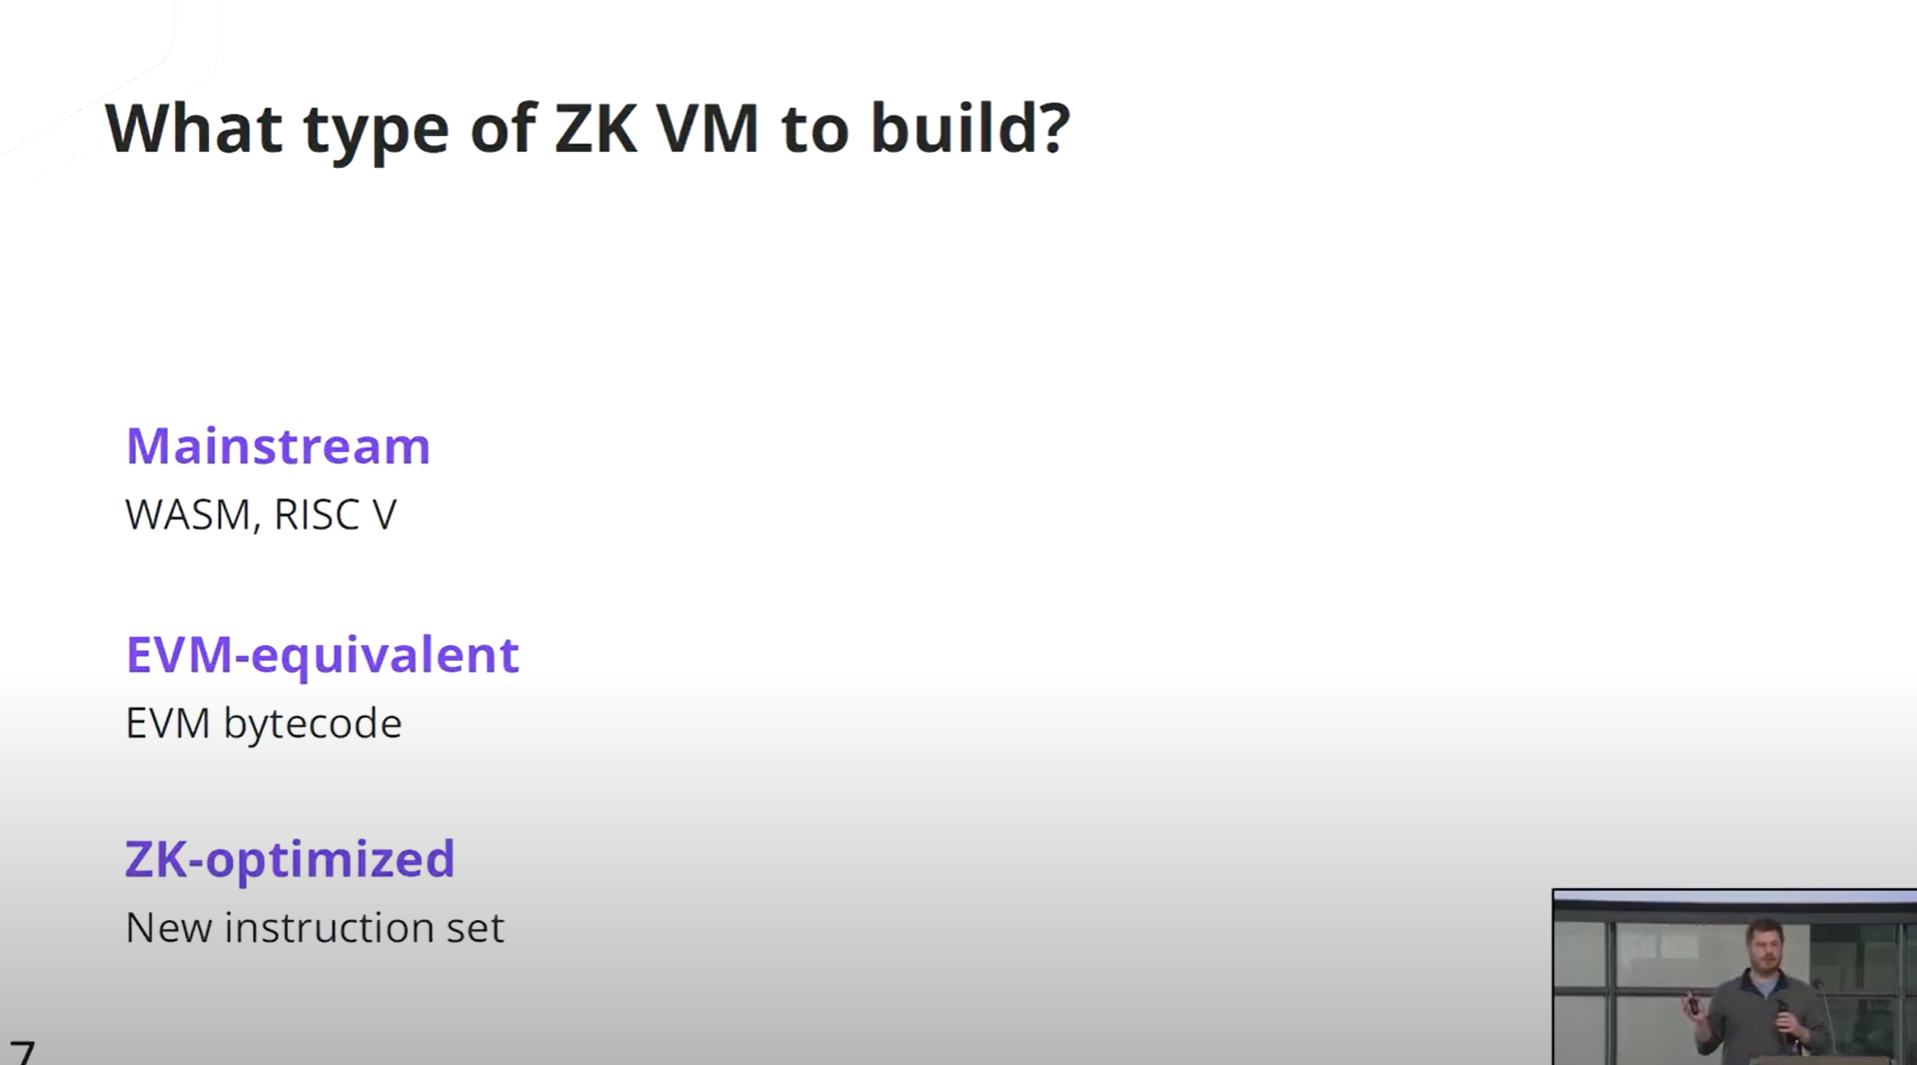 What type of ZK VM to build?
Mainstream
WASM, RISC V
EVM-equivalent
EVM bytecode
ZK-optimized
New instruction set
7